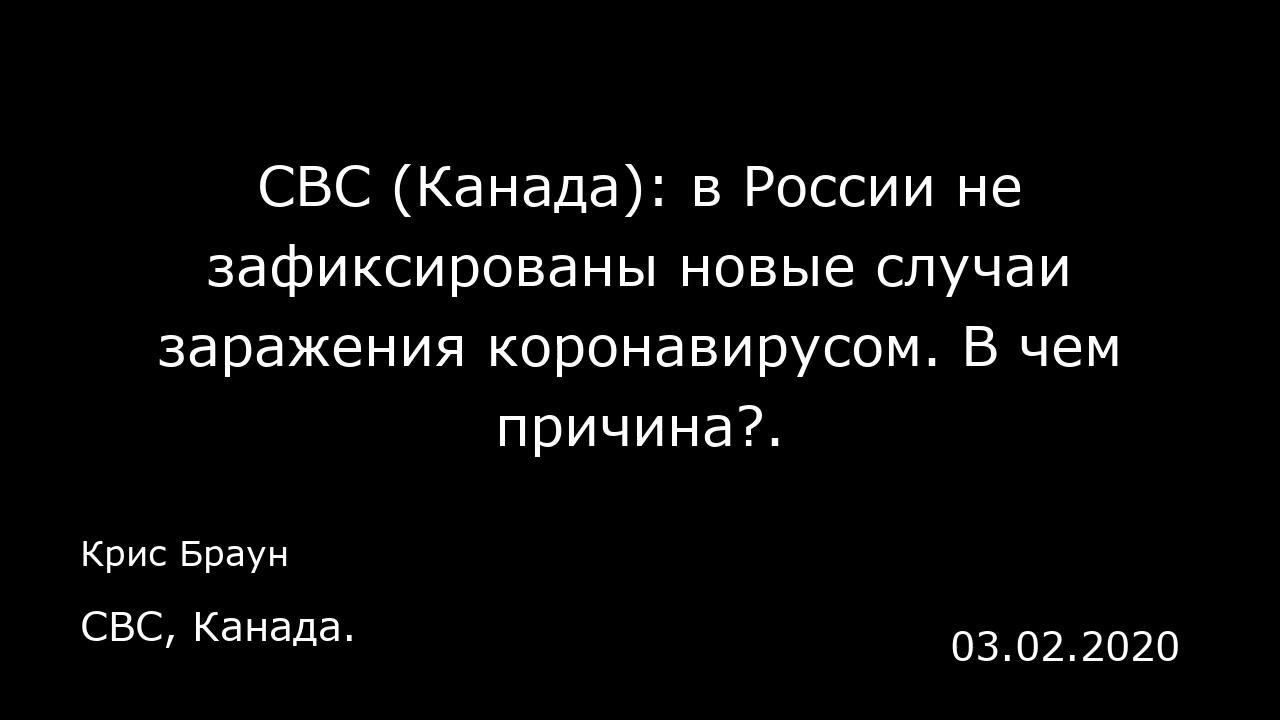 CBC (Канада): в России не
зафиксированы новые случаи
заражения коронавирусом. В чем
причина?.
Крис Браун
CBC, Канада.
03.02.2020